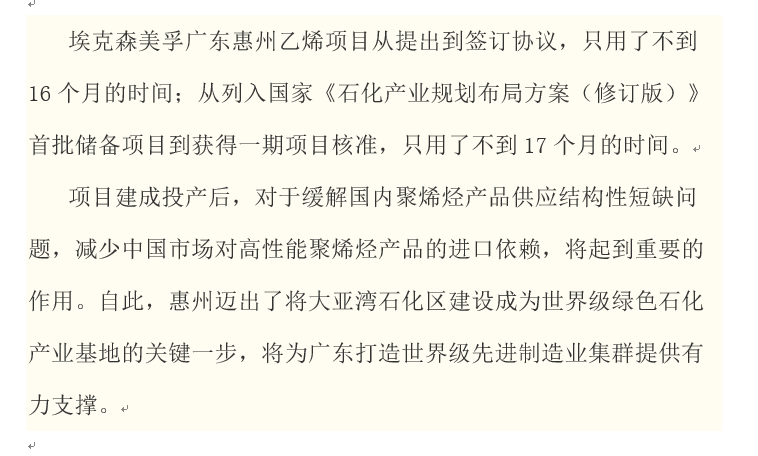 埃克森美孚广东惠州乙烯项目从提出到签订协议，只用了不到
16个月的时间；从列入国家《石化产业规划布局方案（修订版）》
首批储备项目到获得一期项目核准，只用了不到17个月的时间。
项目建成投产后，对于缓解国内聚烯烃产品供应结构性短缺问
题，减少中国市场对高性能聚烯烃产品的进口依赖，将起到重要的
作用。自此，惠州迈出了将大亚湾石化区建设成为世界级绿色石化
产业基地的关键一步，将为广东打造世界级先进制造业集群提供有
力支撑。